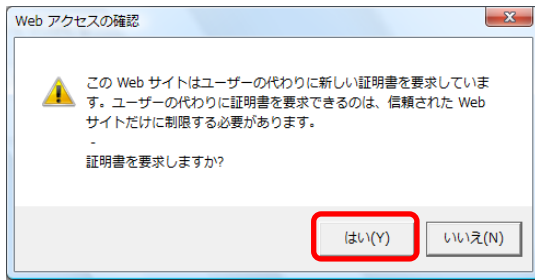 Web アクセスの確認
この Web サイトはユーザーの代わりに新しい証明書を要求していま
す。ユーザーの代わりに証明書を要求できるのは、信頼された Web
サイトだけに制限する必要があります。
-
証明書を要求しますか?
はい(Y)
いいえ(N)